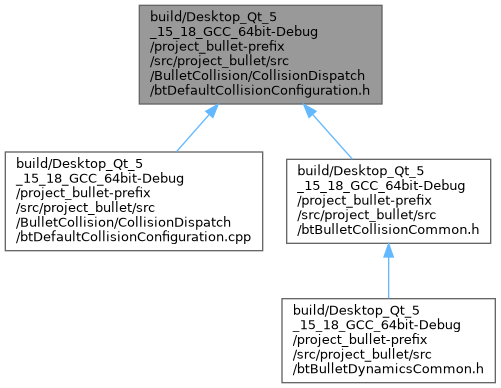 build/Desktop_Qt_5
_15_18_GCC_64bit-Debug
/project_bullet-prefix
/src/project_bullet/src
/BulletCollision/CollisionDispatch
/btDefaultCollisionConfiguration.h
build/Desktop_Qt_5
_15_18_GCC_64bit-Debug
/project_bullet-prefix
/src/project_bullet/src
/BulletCollision/CollisionDispatch
/btDefaultCollisionConfiguration.cpp
build/Desktop_Qt_5
_15_18_GCC_64bit-Debug
/project_bullet-prefix
/src/project_bullet/src
/btBulletCollisionCommon.h
build/Desktop_Qt_5
_15_18_GCC_64bit-Debug
/project_bullet-prefix
/src/project_bullet/src
/btBulletDynamicsCommon.h